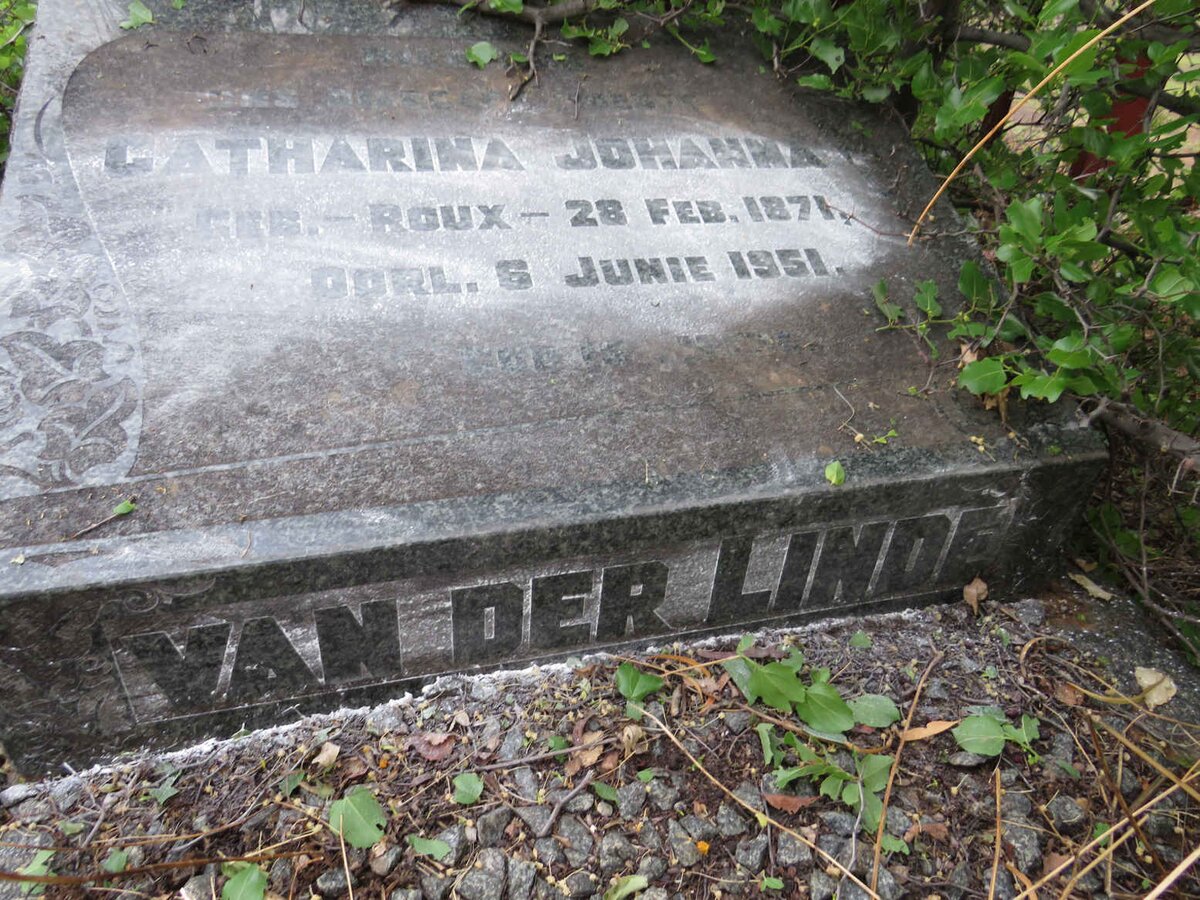 CATHARINA JOHANNA
GEB. - ROUX - 28 FEB. 1871,
OORL. 6 JUNIE 1951.
VAN DER LINDE